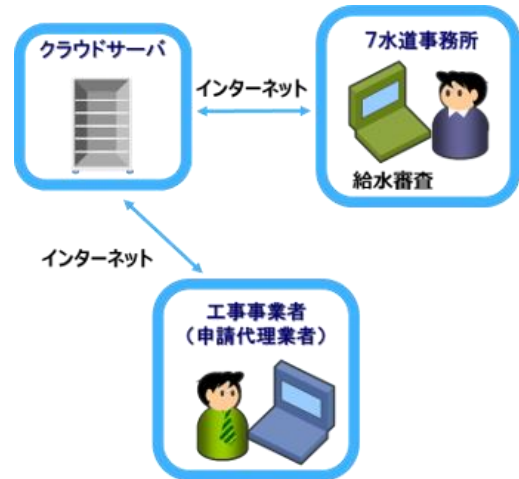 クラウドサーバ
インターネット
7水道事務所
給水審査
インターネット
工事事業者
（申請代理業者）